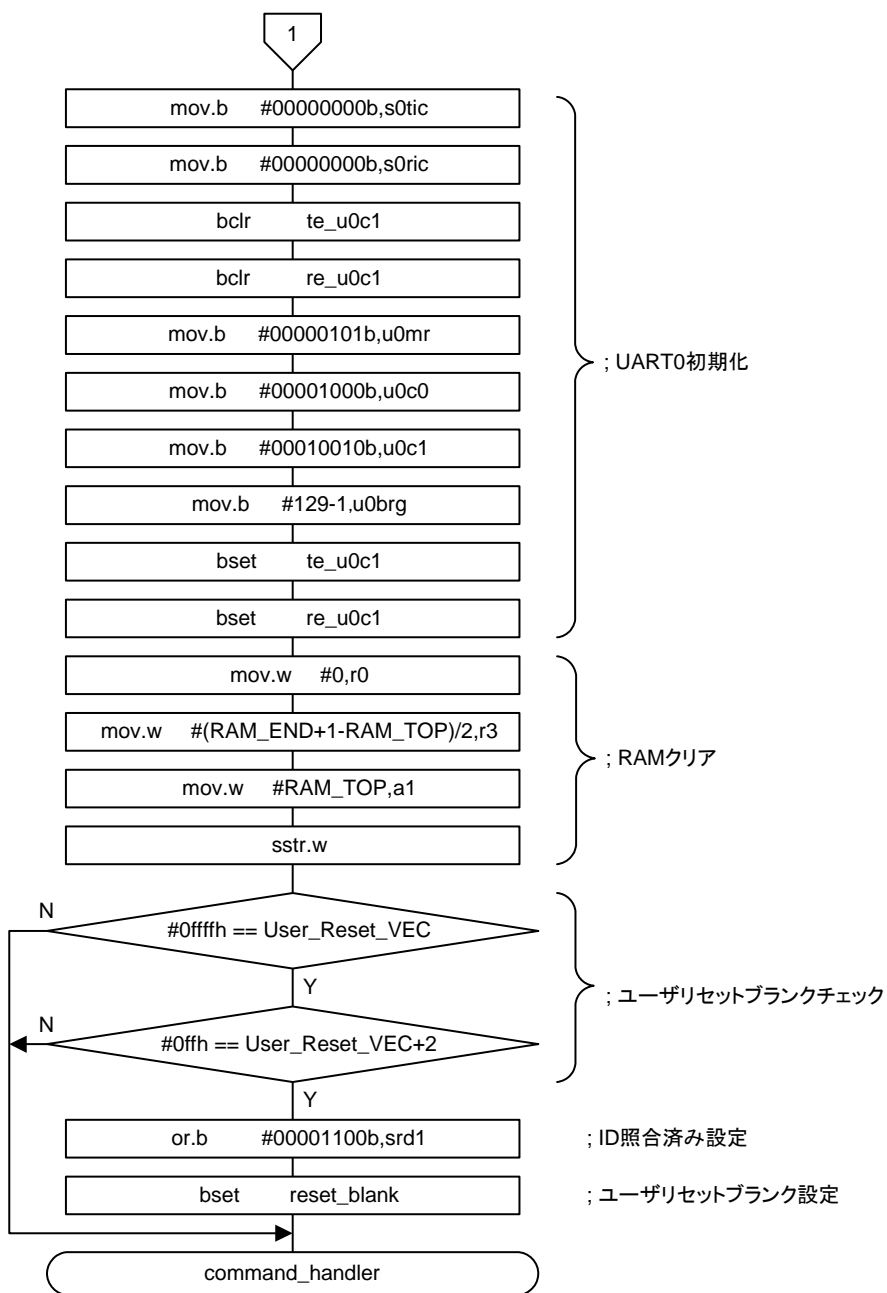 1
mov.b #00000000b,s0tic
mov.b #00000000b,s0ric
bclr te_u0c1
bclr re_u0c1
mov.b #00000101b,u0mr
; UART0初期化
mov.b #00001000b,u0c0
mov.b #00010010b,u0c1
mov.b #129-1,u0brg
bset te_u0c1
bset re_u0c1
mov.w #0,r0
mov.w #(RAM_END+1-RAM_TOP)/2,r3
; RAMクリア
mov.w #RAM_TOP,a1
sstr.w
N
#0ffffh == User_Reset_VEC
Y
; ユーザリセットブランクチェック
N
#0ffh == User_Reset_VEC+2
Y
or.b #00001100b,srd1 ; ID照合済み設定
bset reset_blank ; ユーザリセットブランク設定
command_handler